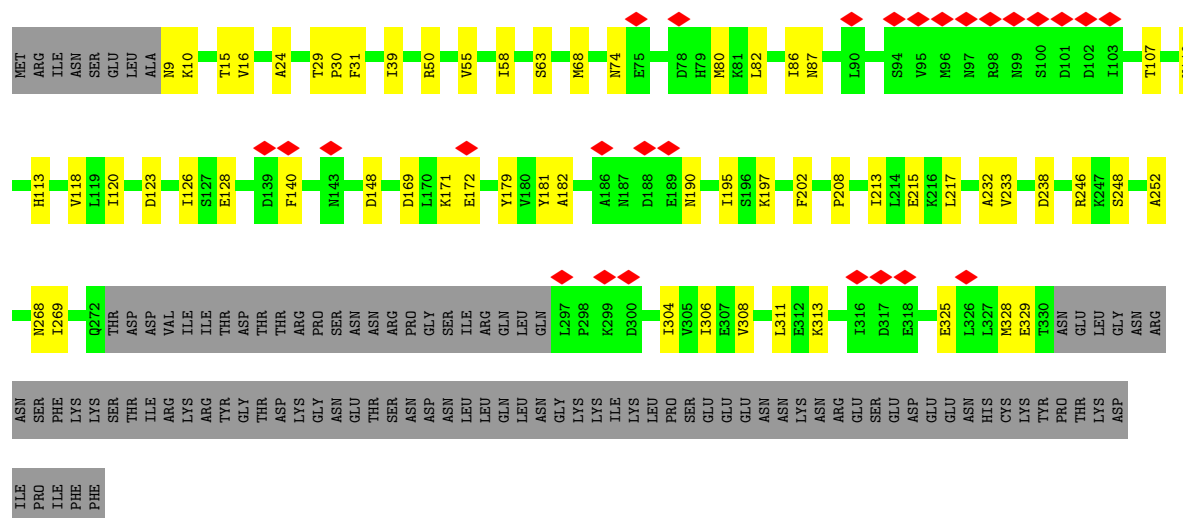 MET ARG ILE ASN SER GLU LEU ALA N9 K10 T15 V16 A24 T29 P30 F31 I39 R50 V55 I58 S63 M68 N74 E75 D78 H79 M80 K81 L82 I86 N87 L90 S94 V95 M96 N97 R98 N99 S100 D101 D102 I103 T107
H113 V118 L119 I120 D123 I126 S127 E128 D139 F140 N143 D148 D169 L170 K171 E172 Y179 V180 Y181 A182 A186 N187 D188 E189 N190 I195 S196 K197 F202 P208 I213 L214 E215 K216 L217 A232 V233 D238 R246 K247 S248 A252
N268 I269 Q272 THR ASP ASP VAL ILE ILE THR ASP THR THR ARG PRO SER ASN ASN ARG PRO GLY SER ILE ARG GLN LEU GLN L297 P298 K299 D300 I304 V305 I306 E307 V308 L311 E312 K313 I316 D317 E318 E325 L326 L327 M328 E329 T330 ASN GLU LEU GLY ASN ARG
ASN SER PHE LYS LYS SER THR ILE ARG LYS ARG TYR GLY THR ASP LYS GLY ASN GLU THR SER ASN ASP ASN LEU LEU GLN LEU ASN GLY LYS LYS ILE LYS LEU PRO SER GLU GLU GLU ASN ASN LYS ASN ARG GLU SER GLU ASP GLU GLU ASN HIS CYS LYS TYR PRO THR LYS ASP
ILE PRO ILE PHE PHE